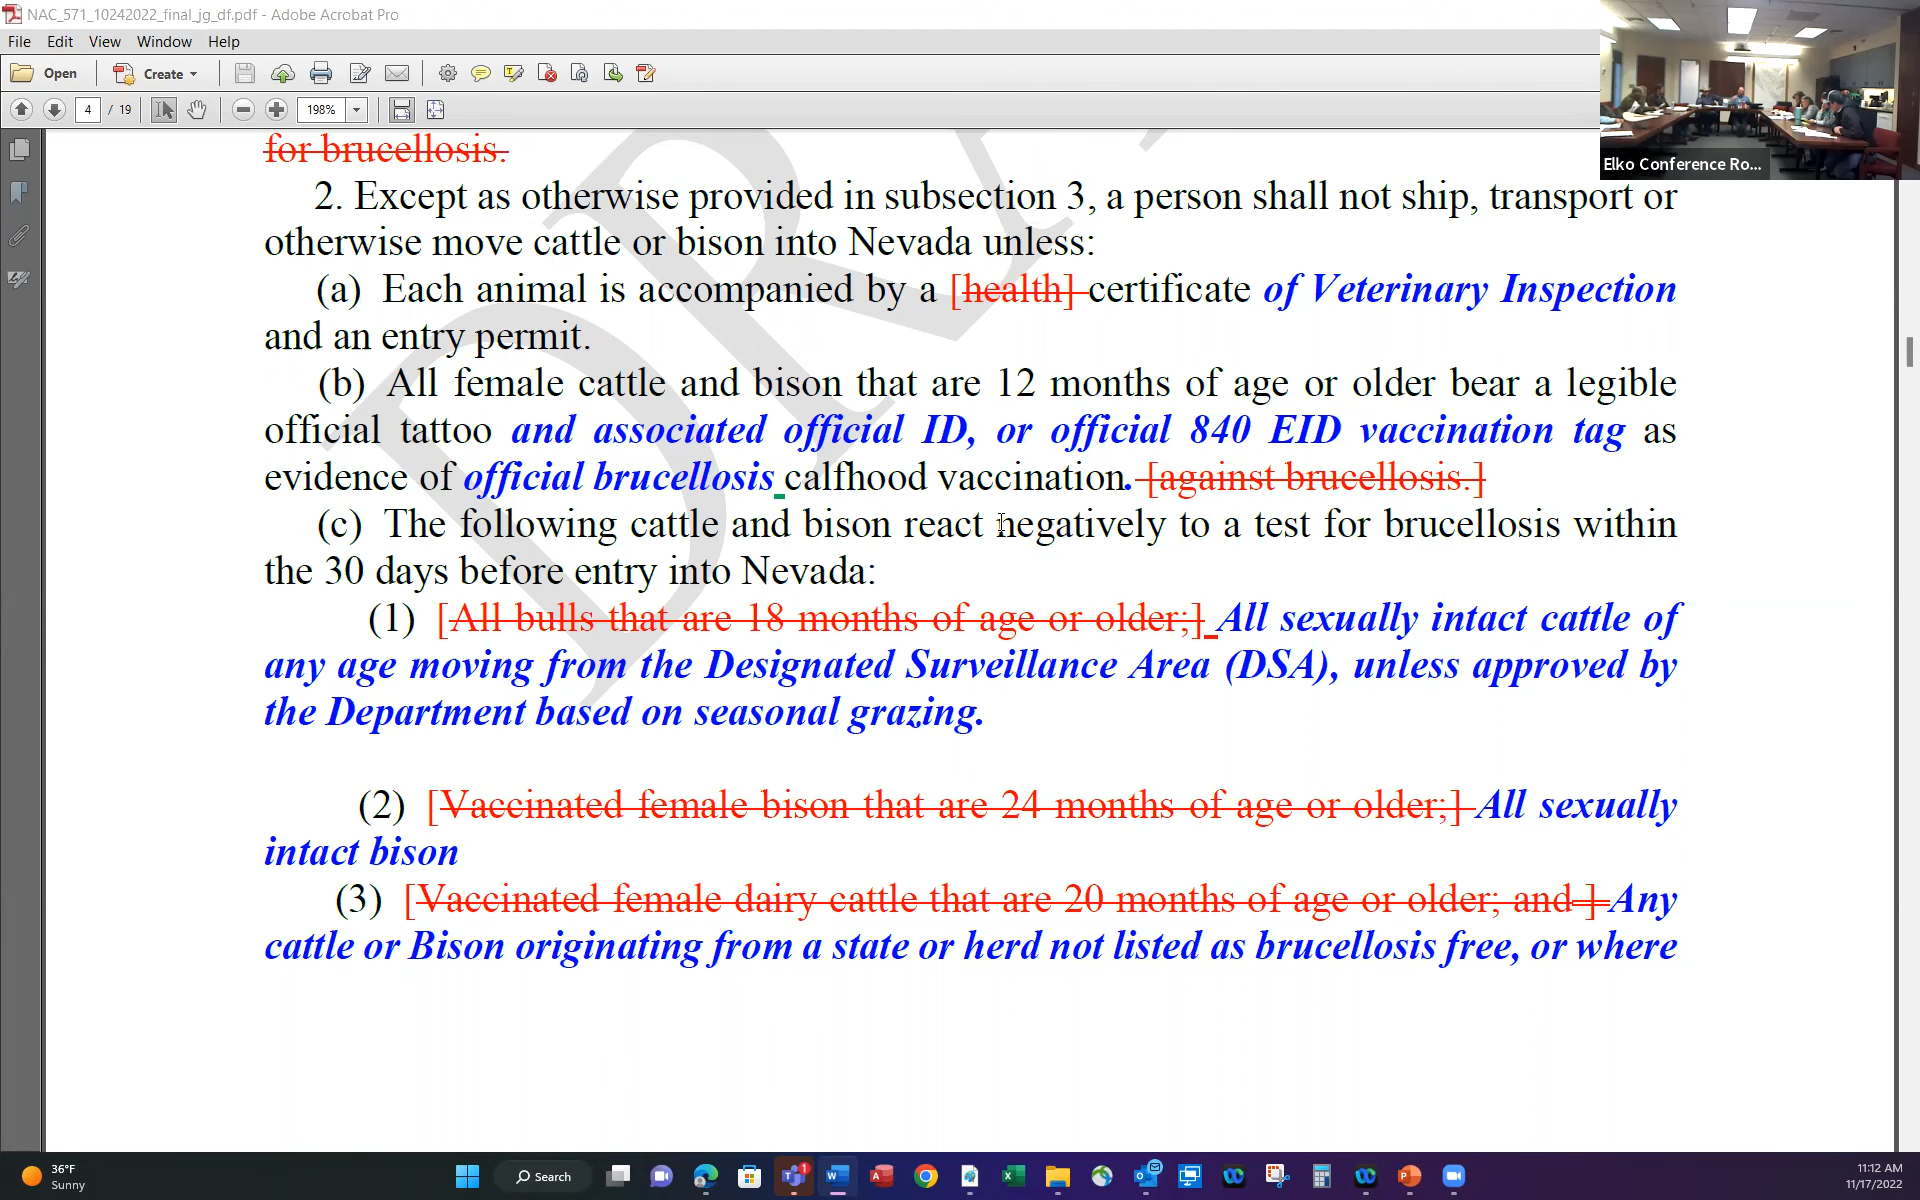 NAC_571_10242022_final_jg_df.pdf - Adobe Acrobat Pro
File Edit View Window Help
Open Create
4 / 19 198%
Elko Conference Ro...
for brucellosis.
2. Except as otherwise provided in subsection 3, a person shall not ship, transport or
otherwise move cattle or bison into Nevada unless:
(a) Each animal is accompanied by a [health] certificate of Veterinary Inspection
and an entry permit.
(b) All female cattle and bison that are 12 months of age or older bear a legible
official tattoo and associated official ID, or official 840 EID vaccination tag as
evidence of official brucellosis calfhood vaccination. [against brucellosis.]
(c) The following cattle and bison react negatively to a test for brucellosis within
the 30 days before entry into Nevada:
(1) [All bulls that are 18 months of age or older;] All sexually intact cattle of
any age moving from the Designated Surveillance Area (DSA), unless approved by
the Department based on seasonal grazing.
(2) [Vaccinated female bison that are 24 months of age or older;] All sexually
intact bison
(3) [Vaccinated female dairy cattle that are 20 months of age or older; and ] Any
cattle or Bison originating from a state or herd not listed as brucellosis free, or where
36°F
Sunny
Search
11:12 AM
11/17/2022